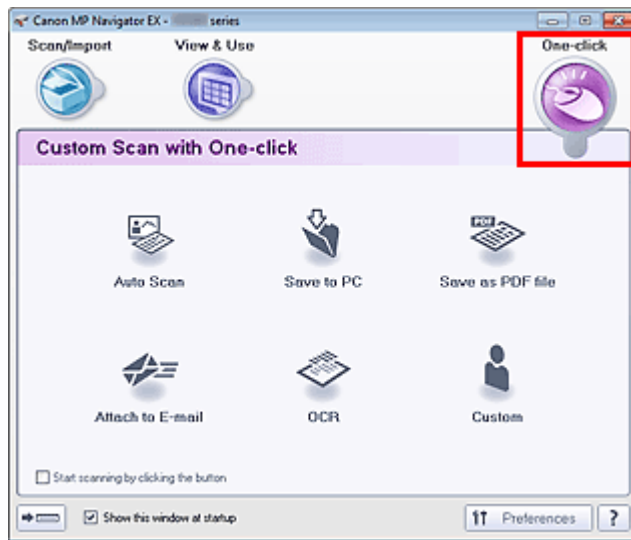 Canon MP Navigator EX - series
Scan/Import View & Use One-click
Custom Scan with One-click
Auto Scan Save to PC PDF Save as PDF file
Attach to E-mail OCR Custom
Start scanning by clicking the button
Show this window at startup Preferences ?